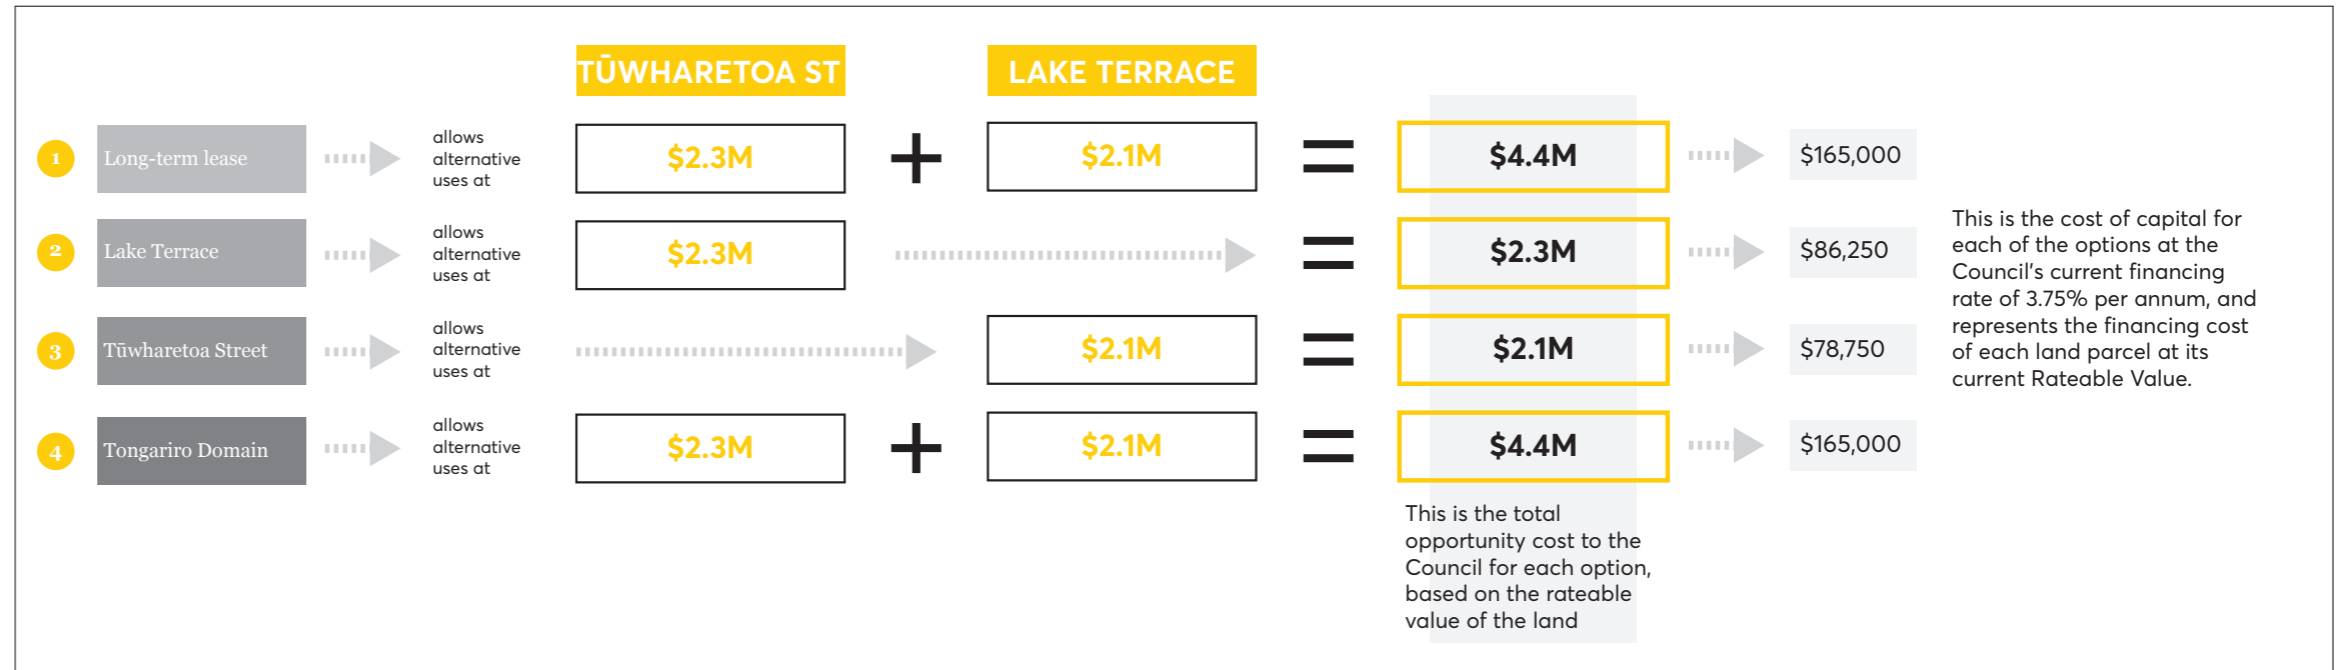 TŪWHARETOA ST
LAKE TERRACE
1
Long-term lease
allows
alternative
uses at
$2.3M
+
$2.1M
=
$4.4M
$165,000
2
Lake Terrace
allows
alternative
uses at
$2.3M
=
$2.3M
$86,250
3
Tūwharetoa Street
allows
alternative
uses at
$2.1M
=
$2.1M
$78,750
4
Tongariro Domain
allows
alternative
uses at
$2.3M
+
$2.1M
=
$4.4M
$165,000
This is the cost of capital for
each of the options at the
Council's current financing
rate of 3.75% per annum, and
represents the financing cost
of each land parcel at its
current Rateable Value.
This is the total
opportunity cost to the
Council for each option,
based on the rateable
value of the land